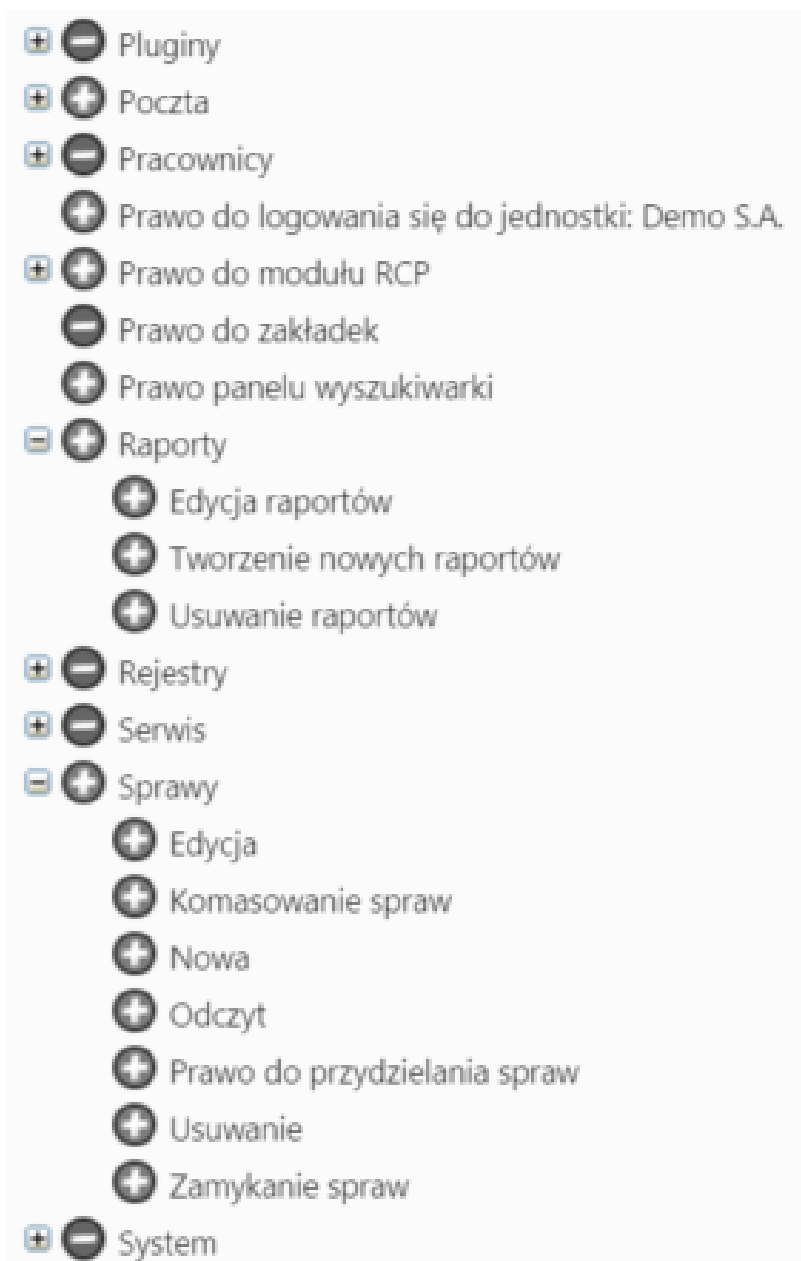 Pluginy
Poczta
Pracownicy
Prawo do logowania się do jednostki: Demo S.A.
Prawo do modułu RCP
Prawo do zakładek
Prawo panelu wyszukiwarki
Raporty
Edycja raportów
Tworzenie nowych raportów
Usuwanie raportów
Rejestry
Serwis
Sprawy
Edycja
Komasowanie spraw
Nowa
Odczyt
Prawo do przydzielania spraw
Usuwanie
Zamykanie spraw
System